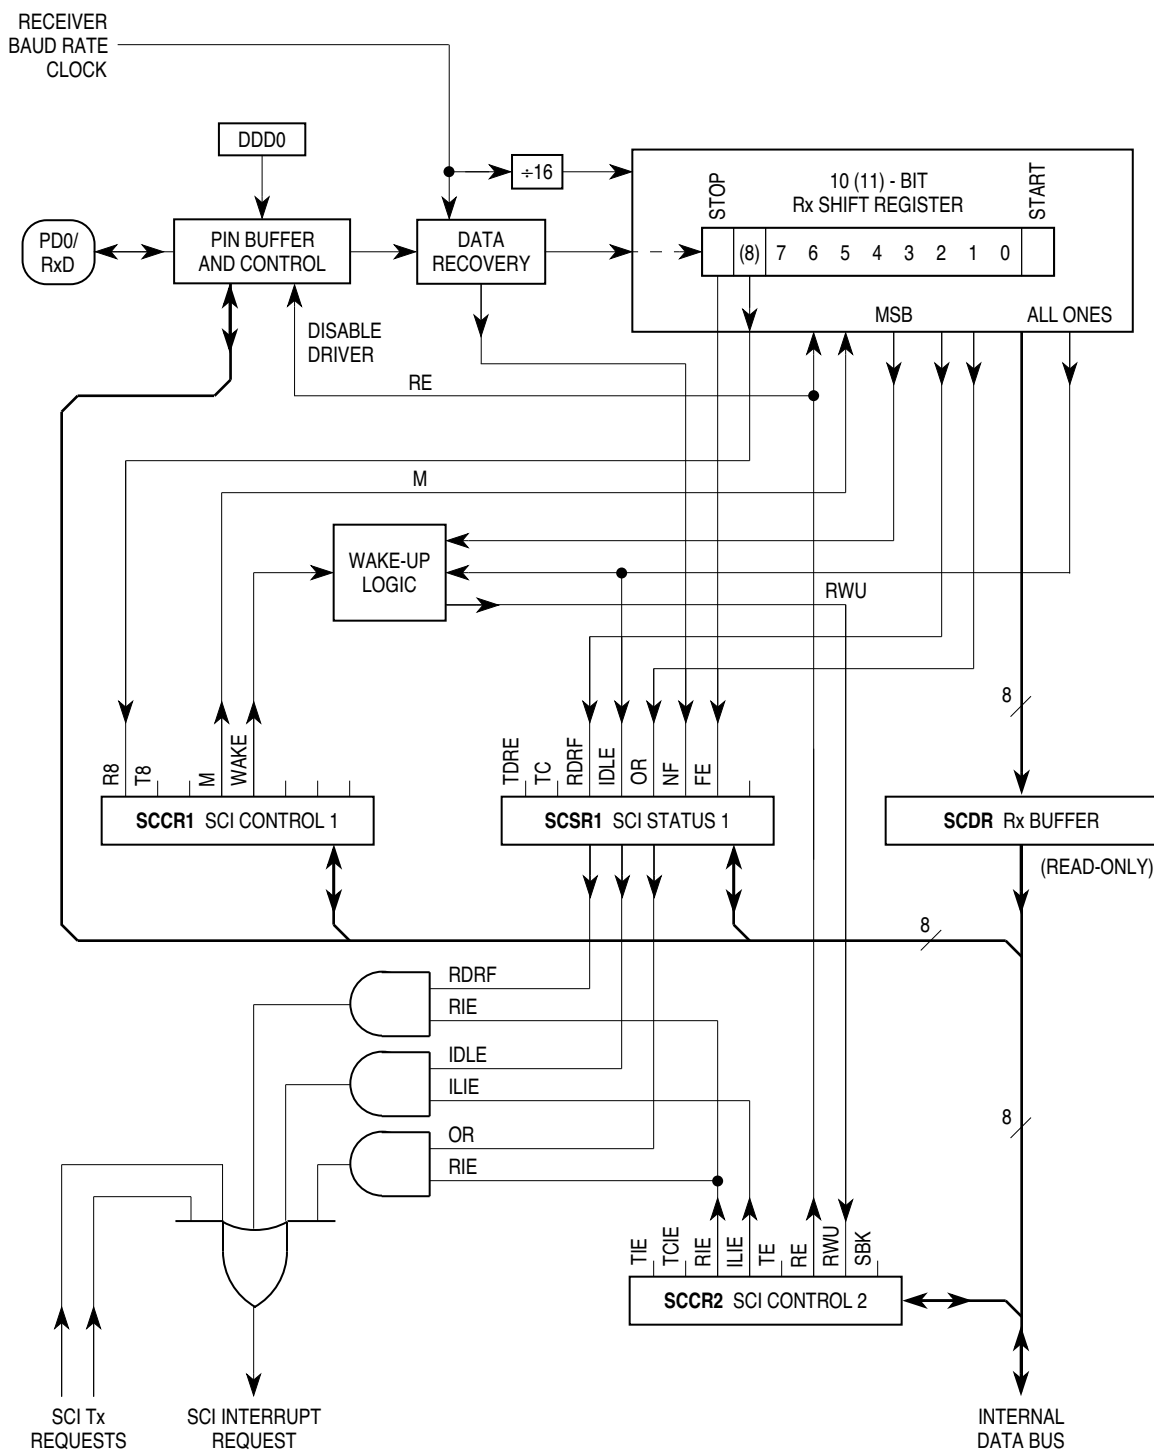 RECEIVER
BAUD RATE
CLOCK
DDD0
÷16
10 (11) - BIT
Rx SHIFT REGISTER
STOP
START
PD0/
RxD
PIN BUFFER
AND CONTROL
DATA
RECOVERY
(8) 7 6 5 4 3 2 1 0
MSB
ALL ONES
DISABLE
DRIVER
RE
M
WAKE-UP
LOGIC
RWU
8
R8
T8
M
WAKE
TDRE
TC
RDRF
IDLE
OR
NF
FE
SCCR1 SCI CONTROL 1
SCSR1 SCI STATUS 1
SCDR Rx BUFFER
(READ-ONLY)
8
RDRF
RIE
IDLE
ILIE
8
OR
RIE
TIE
TCIE
RIE
ILIE
TE
RE
RWU
SBK
SCCR2 SCI CONTROL 2
SCI Tx
REQUESTS
SCI INTERRUPT
REQUEST
INTERNAL
DATA BUS